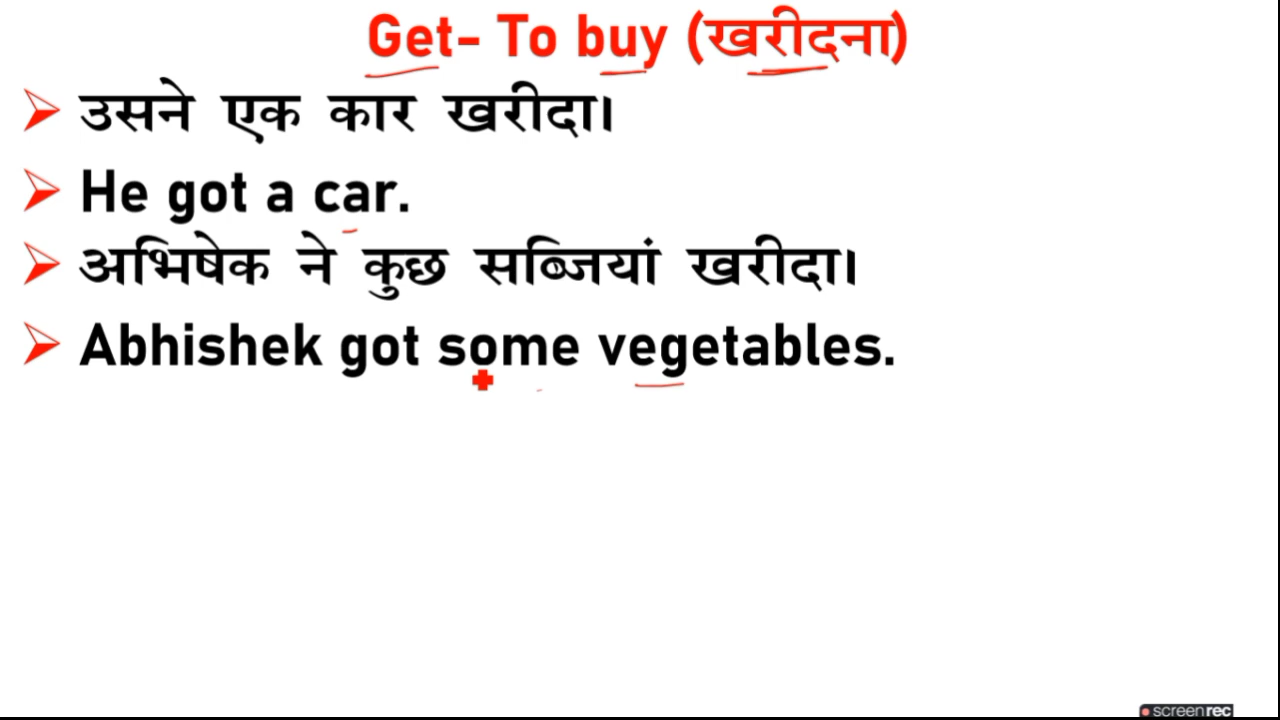 Get- To buy (खरीदना)
उसने एक कार खरीदा।
He got a car.
अभिषेक ने कुछ सब्जियां खरीदा।
Abhishek got some vegetables.
screenrec